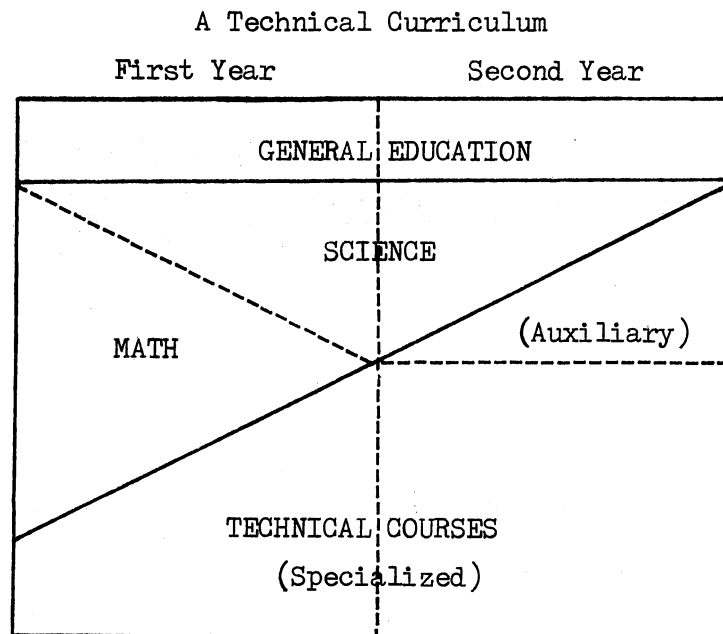 A Technical Curriculum
First Year Second Year
GENERAL EDUCATION
SCIENCE
(Auxiliary)
MATH
TECHNICAL COURSES
(Specialized)